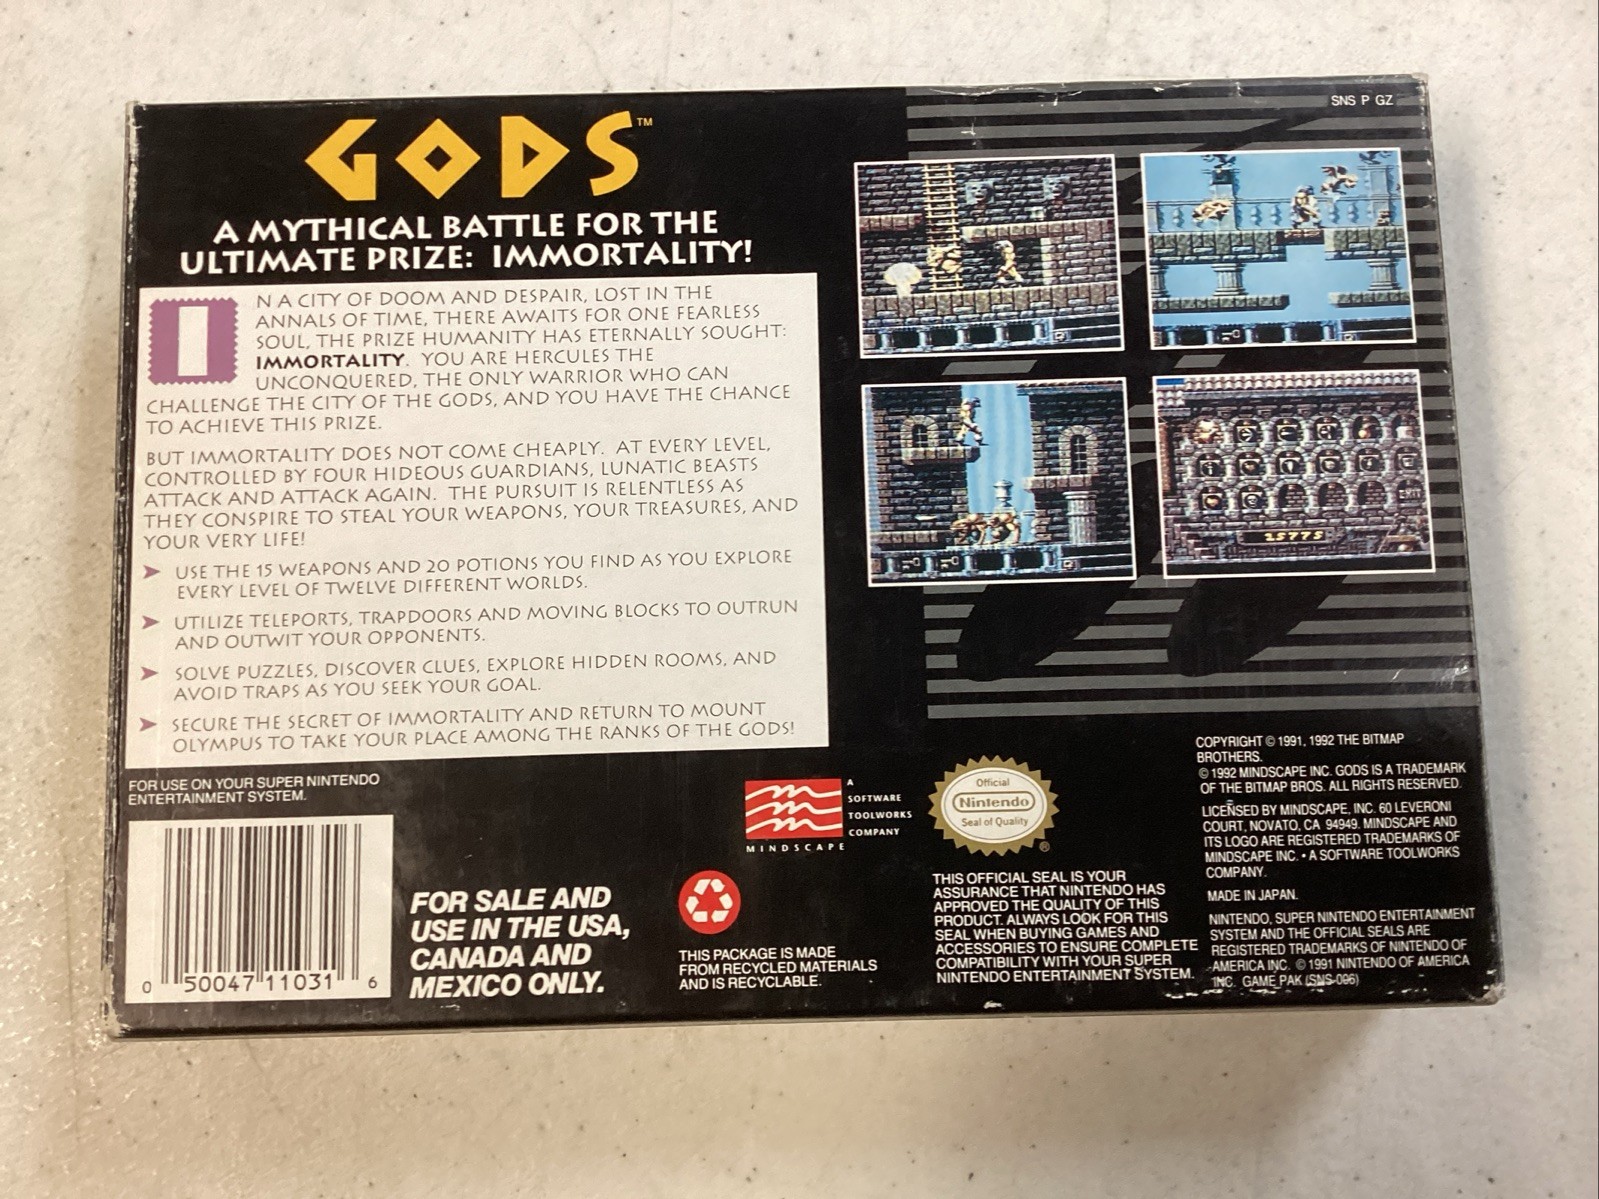 SNS P GZ
GODS™
A MYTHICAL BATTLE FOR THE
ULTIMATE PRIZE: IMMORTALITY!
IN A CITY OF DOOM AND DESPAIR, LOST IN THE
ANNALS OF TIME, THERE AWAITS FOR ONE FEARLESS
SOUL, THE PRIZE HUMANITY HAS ETERNALLY SOUGHT:
IMMORTALITY. YOU ARE HERCULES THE
UNCONQUERED, THE ONLY WARRIOR WHO CAN
CHALLENGE THE CITY OF THE GODS, AND YOU HAVE THE CHANCE
TO ACHIEVE THIS PRIZE.
BUT IMMORTALITY DOES NOT COME CHEAPLY. AT EVERY LEVEL,
CONTROLLED BY FOUR HIDEOUS GUARDIANS, LUNATIC BEASTS
ATTACK AND ATTACK AGAIN. THE PURSUIT IS RELENTLESS AS
THEY CONSPIRE TO STEAL YOUR WEAPONS, YOUR TREASURES, AND
YOUR VERY LIFE!
➤ USE THE 15 WEAPONS AND 20 POTIONS YOU FIND AS YOU EXPLORE
EVERY LEVEL OF TWELVE DIFFERENT WORLDS.
➤ UTILIZE TELEPORTS, TRAPDOORS AND MOVING BLOCKS TO OUTRUN
AND OUTWIT YOUR OPPONENTS.
➤ SOLVE PUZZLES, DISCOVER CLUES, EXPLORE HIDDEN ROOMS, AND
AVOID TRAPS AS YOU SEEK YOUR GOAL.
➤ SECURE THE SECRET OF IMMORTALITY AND RETURN TO MOUNT
OLYMPUS TO TAKE YOUR PLACE AMONG THE RANKS OF THE GODS!
EXIT
25775
FOR USE ON YOUR SUPER NINTENDO
ENTERTAINMENT SYSTEM.
0 50047 11031 6
FOR SALE AND
USE IN THE USA,
CANADA AND
MEXICO ONLY.
MINDSCAPE
A
SOFTWARE
TOOLWORKS
COMPANY
THIS PACKAGE IS MADE
FROM RECYCLED MATERIALS
AND IS RECYCLABLE.
Official
Nintendo
Seal of Quality
®
THIS OFFICIAL SEAL IS YOUR
ASSURANCE THAT NINTENDO HAS
APPROVED THE QUALITY OF THIS
PRODUCT. ALWAYS LOOK FOR THIS
SEAL WHEN BUYING GAMES AND
ACCESSORIES TO ENSURE COMPLETE
COMPATIBILITY WITH YOUR SUPER
NINTENDO ENTERTAINMENT SYSTEM.
COPYRIGHT © 1991, 1992 THE BITMAP
BROTHERS.
© 1992 MINDSCAPE INC. GODS IS A TRADEMARK
OF THE BITMAP BROS. ALL RIGHTS RESERVED.
LICENSED BY MINDSCAPE, INC. 60 LEVERONI
COURT, NOVATO, CA 94949. MINDSCAPE AND
ITS LOGO ARE REGISTERED TRADEMARKS OF
MINDSCAPE INC. • A SOFTWARE TOOLWORKS
COMPANY.
MADE IN JAPAN.
NINTENDO, SUPER NINTENDO ENTERTAINMENT
SYSTEM AND THE OFFICIAL SEALS ARE
REGISTERED TRADEMARKS OF NINTENDO OF
AMERICA INC. © 1991 NINTENDO OF AMERICA
INC. GAME PAK (SNS-006)